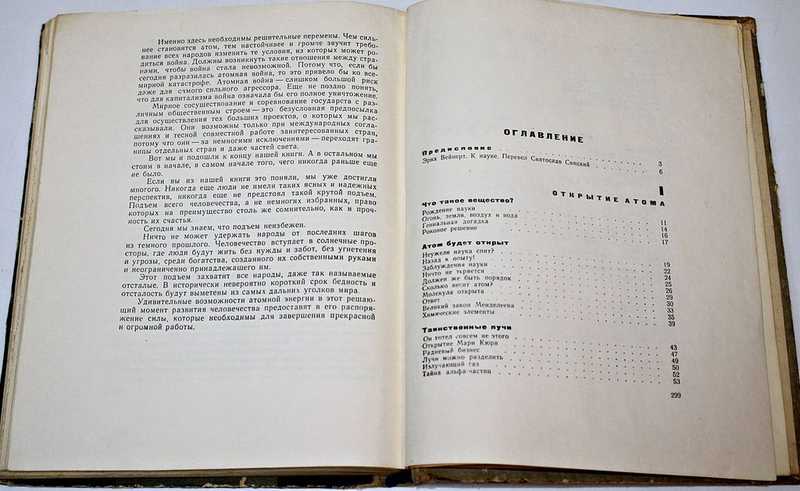 Именно здесь необходимы решительные перемены. Чем силь-
нее становится атом, тем настойчивее и громче звучит требо-
вание всех народов изменить те условия, из которых может ро-
диться война. Должны возникнуть такие отношения между стра-
нами, чтобы война стала невозможной. Потому что, если бы
сегодня разразилась атомная война, то это привело бы ко все-
мирной катастрофе. Атомная война — слишком большой риск
даже для самого сильного агрессора. Еще не поздно понять,
что для капитализма война означала бы его полное уничтожение.
Мирное сосуществование и соревнование государств с раз-
личным общественным строем — это безусловная предпосылка
осуществления тех больших проектов, о которых мы рас-
сказывали. Они возможны только при международных согла-
шениях и тесной совместной работе заинтересованных стран,
потому что они — за немногими исключениями — переходят гра-
ницы отдельных стран и даже частей света.
Вот мы и подошли к концу нашей книги. А в остальном мы
стоим в начале, в самом начале того, чего никогда раньше еще
не было.
Если вы из нашей книги это поняли, мы уже достигли
многого. Никогда еще люди не имели таких ясных и надежных
перспектив, никогда еще не предстоял такой крутой подъем.
Подъем всего человечества, а не немногих избранных, право
которых на преимущество столь же сомнительно, как и проч-
ность их счастья.
Сегодня мы знаем, что подъем неизбежен.
Ничто не может удержать народы от последних шагов
из темного прошлого. Человечество вступает в солнечные про-
сторы, где люди будут жить без нужды и забот, без угнетения
и угрозы, среди богатства, созданного их собственными руками
и неограниченно принадлежащего им.
Этот подъем захватит все народы, даже так называемые
отсталые. В исторически невероятно короткий срок бедность и
отсталость будут выметены из самых дальних уголков мира.
Удивительные возможности атомной энергии в этот решаю-
щий момент развития человечества предоставят в его распоря-
жение силы, которые необходимы для завершения прекрасной
и огромной работы.
ОГЛАВЛЕНИЕ
Предисловие 3
Эрих Вейнерт. К науке. Перевел Святослав Свяцкий 6
I
ОТКРЫТИЕ АТОМА
Что такое вещество?
Рождение науки 11
Огонь, земля, воздух и вода 14
Гениальная догадка 16
Роковое решение 17
Атом будет открыт
Неужели наука спит? 19
Назад к опыту! 22
Заблуждения науки 24
Ничто не теряется 25
Должен же быть порядок 26
Сколько весит атом? 29
Молекула открыта 30
Ответ 33
Великий закон Менделеева 35
Химические элементы 39
Таинственные лучи
Он хотел совсем не этого 43
Открытие Мари Кюри 47
Радиевый бизнес 49
Лучи можно разделить 50
Излучающий газ 52
Тайна альфа-частиц 53
299